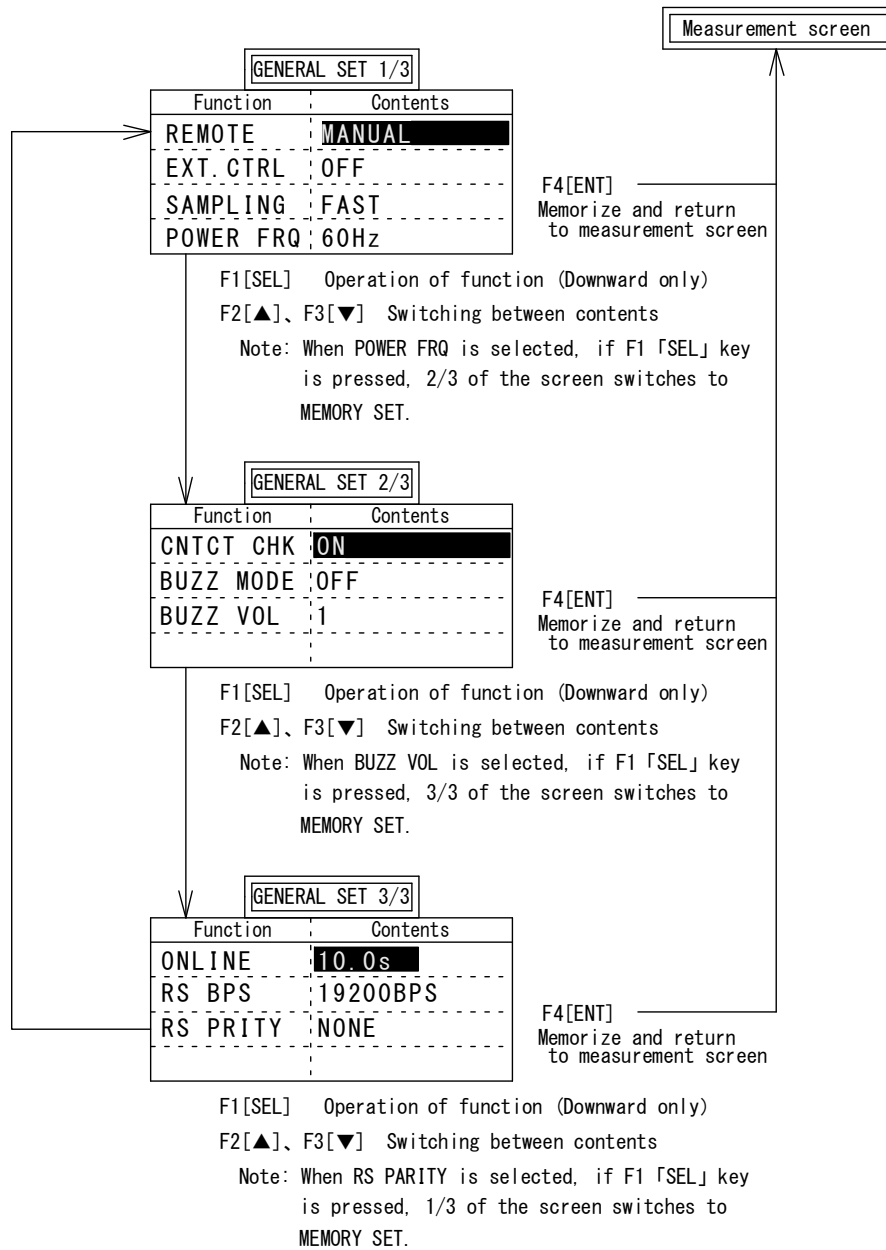 Measurement screen
GENERAL SET 1/3
Function Contents
REMOTE MANUAL
EXT.CTRL OFF
SAMPLING FAST
POWER FRQ 60Hz
F4[ENT]
Memorize and return
to measurement screen
F1[SEL] Operation of function (Downward only)
F2[▲]、F3[▼] Switching between contents
Note: When POWER FRQ is selected, if F1「SEL」key
is pressed, 2/3 of the screen switches to
MEMORY SET.
GENERAL SET 2/3
Function Contents
CNTCT CHK ON
BUZZ MODE OFF
BUZZ VOL 1
F4[ENT]
Memorize and return
to measurement screen
F1[SEL] Operation of function (Downward only)
F2[▲]、F3[▼] Switching between contents
Note: When BUZZ VOL is selected, if F1「SEL」key
is pressed, 3/3 of the screen switches to
MEMORY SET.
GENERAL SET 3/3
Function Contents
ONLINE 10.0s
RS BPS 19200BPS
RS PRITY NONE
F4[ENT]
Memorize and return
to measurement screen
F1[SEL] Operation of function (Downward only)
F2[▲]、F3[▼] Switching between contents
Note: When RS PARITY is selected, if F1「SEL」key
is pressed, 1/3 of the screen switches to
MEMORY SET.